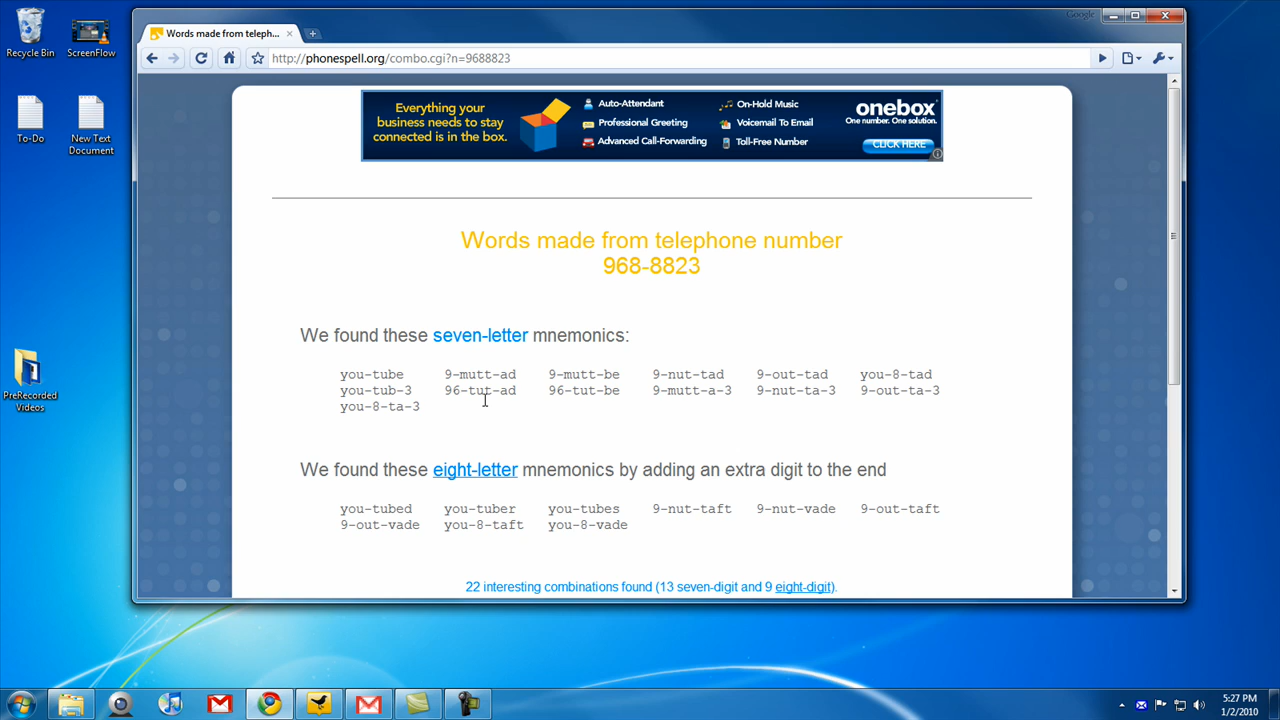 Recycle Bin
ScreenFlow
To-Do
New Text
Document
PreRecorded
Videos
Google
Words made from teleph...
http://phonespell.org/combo.cgi?n=9688823
Everything your
business needs to stay
connected is in the box.
Auto-Attendant
Professional Greeting
Advanced Call-Forwarding
On-Hold Music
Voicemail To Email
Toll-Free Number
onebox
One number. One solution.
CLICK HERE
Words made from telephone number
968-8823
We found these seven-letter mnemonics:
you-tube 9-mutt-ad 9-mutt-be 9-nut-tad 9-out-tad you-8-tad
you-tub-3 96-tut-ad 96-tut-be 9-mutt-a-3 9-nut-ta-3 9-out-ta-3
you-8-ta-3
We found these eight-letter mnemonics by adding an extra digit to the end
you-tubed you-tuber you-tubes 9-nut-taft 9-nut-vade 9-out-taft
9-out-vade you-8-taft you-8-vade
22 interesting combinations found (13 seven-digit and 9 eight-digit).
5:27 PM
1/2/2010